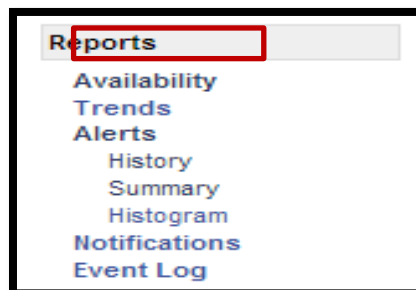 Reports
Availability
Trends
Alerts
History
Summary
Histogram
Notifications
Event Log